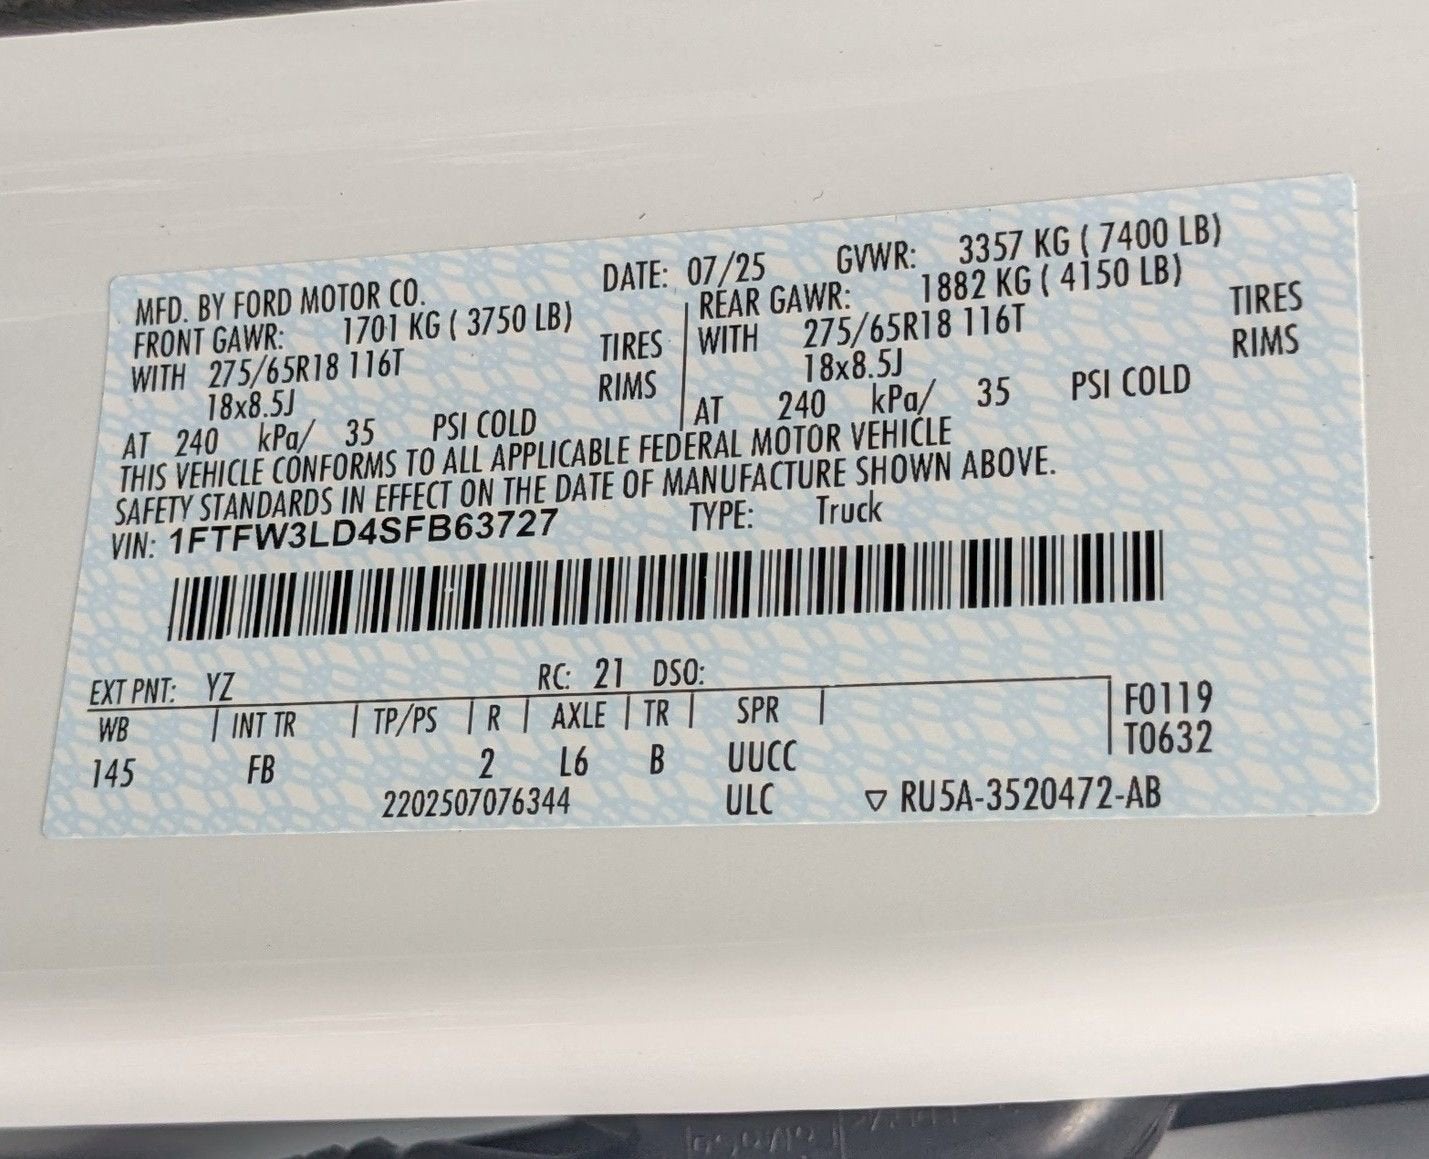 MFD. BY FORD MOTOR CO. DATE: 07/25 GVWR: 3357 KG ( 7400 LB)
FRONT GAWR: 1701 KG ( 3750 LB) REAR GAWR: 1882 KG ( 4150 LB)
WITH 275/65R18 116T TIRES WITH 275/65R18 116T TIRES
18x8.5J RIMS 18x8.5J RIMS
AT 240 kPa/ 35 PSI COLD AT 240 kPa/ 35 PSI COLD
THIS VEHICLE CONFORMS TO ALL APPLICABLE FEDERAL MOTOR VEHICLE
SAFETY STANDARDS IN EFFECT ON THE DATE OF MANUFACTURE SHOWN ABOVE.
VIN: 1FTFW3LD4SFB63727 TYPE: Truck
EXT PNT: YZ RC: 21 DSO:
WB | INT TR | TP/PS | R | AXLE | TR | SPR | F0119
T0632
145 FB 2 L6 B UUCC
2202507076344 ULC ▽ RU5A-3520472-AB